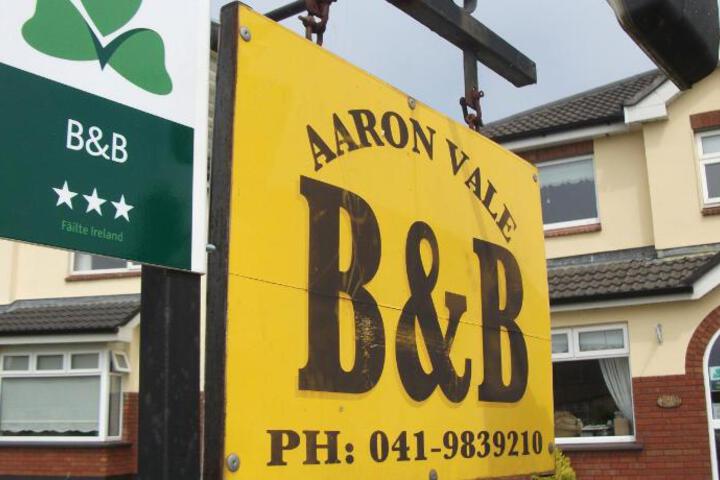 B&B
Fáilte Ireland
AARON VALE
B&B
PH: 041-9839210